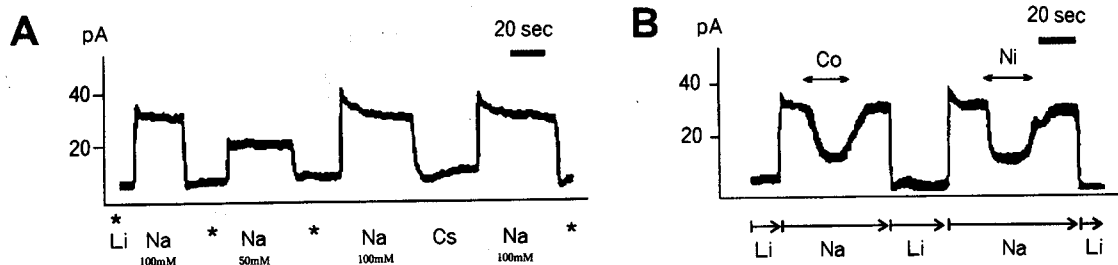 A
pA
20 sec
40
20
*
Li Na * Na * Na Cs Na *
100mM 50mM 100mM 100mM
B
pA
20 sec
Co Ni
40
20
Li Na Li Na Li